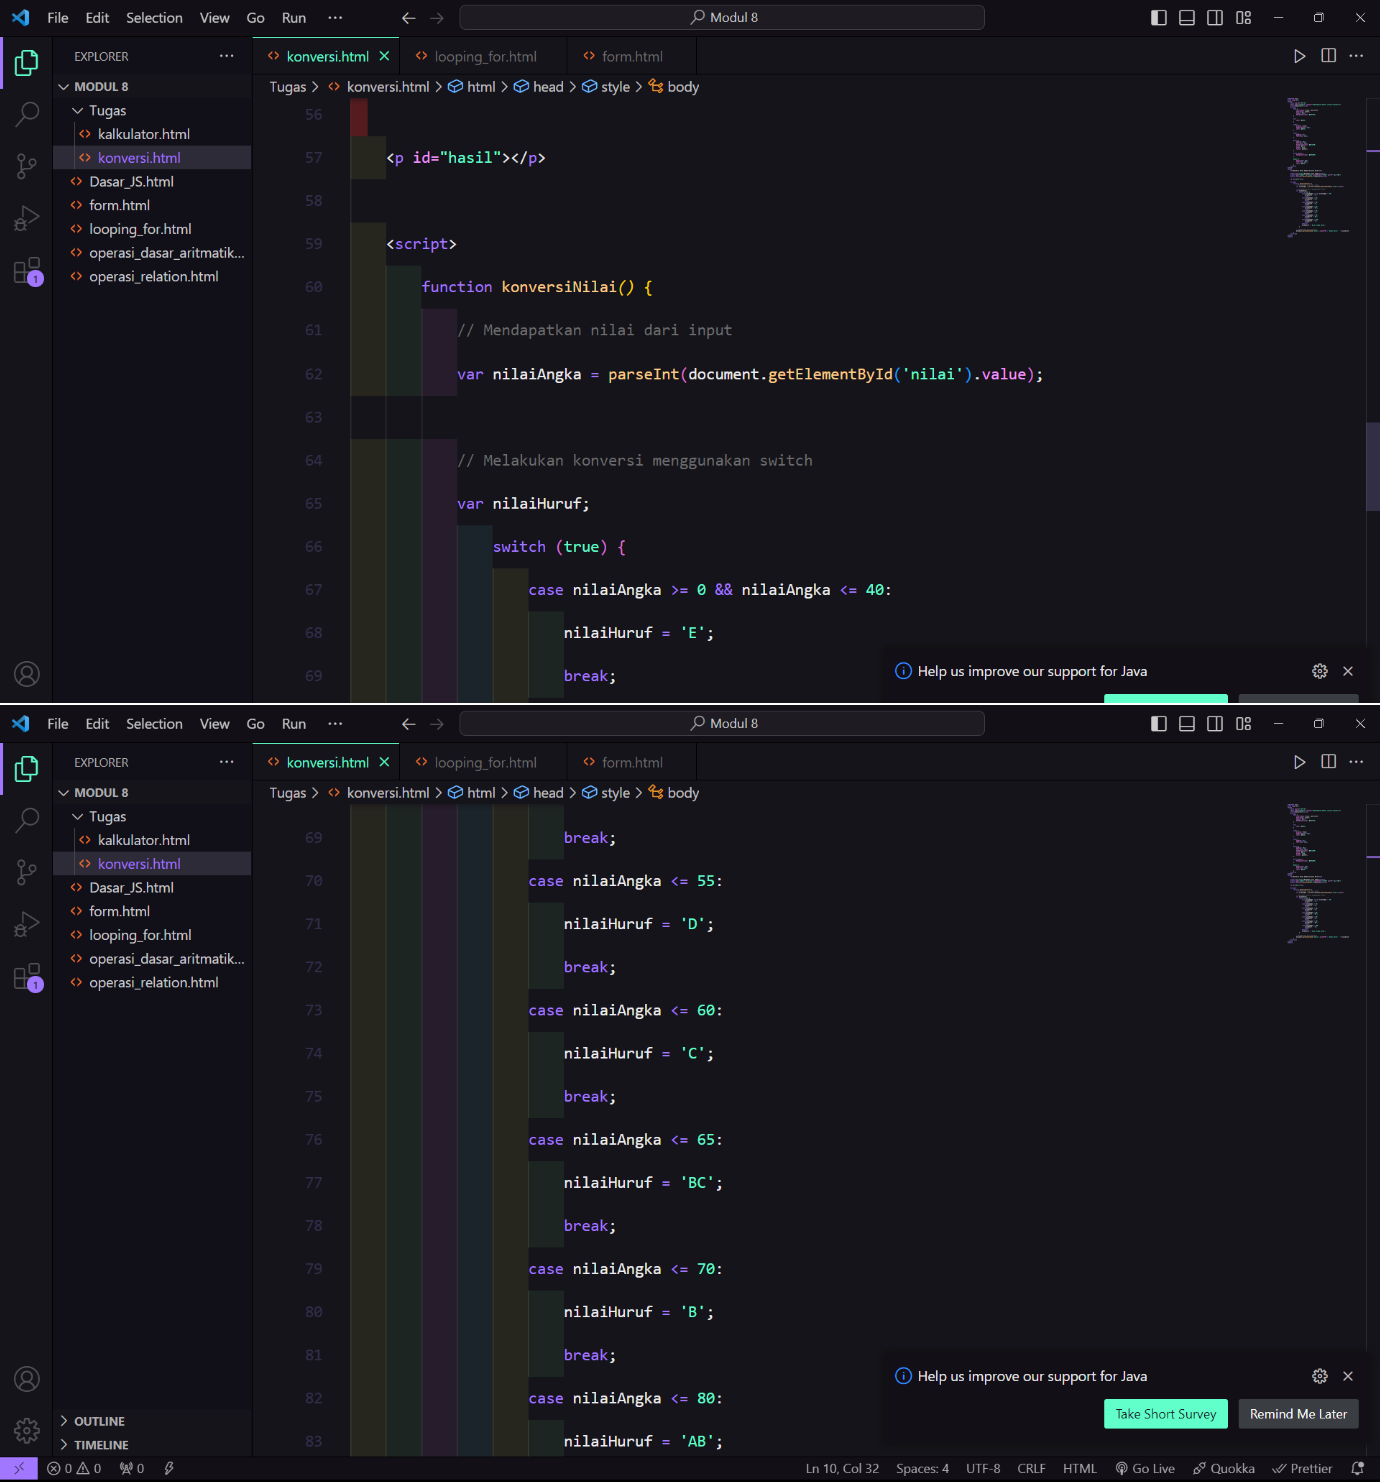 File Edit Selection View Go Run ··· Modul 8
EXPLORER ···
konversi.html looping_for.html form.html
MODUL 8
Tugas > konversi.html > html > head > style > body
Tugas
kalkulator.html
konversi.html
Dasar_JS.html
form.html
looping_for.html
operasi_dasar_aritmatik...
operasi_relation.html
1
56
57 <p id="hasil"></p>
58
59 <script>
60 function konversiNilai() {
61 // Mendapatkan nilai dari input
62 var nilaiAngka = parseInt(document.getElementById('nilai').value);
63
64 // Melakukan konversi menggunakan switch
65 var nilaiHuruf;
66 switch (true) {
67 case nilaiAngka >= 0 && nilaiAngka <= 40:
68 nilaiHuruf = 'E';
69 break;
Help us improve our support for Java
File Edit Selection View Go Run ··· Modul 8
EXPLORER ···
konversi.html looping_for.html form.html
MODUL 8
Tugas > konversi.html > html > head > style > body
Tugas
kalkulator.html
konversi.html
Dasar_JS.html
form.html
looping_for.html
operasi_dasar_aritmatik...
operasi_relation.html
1
69 break;
70 case nilaiAngka <= 55:
71 nilaiHuruf = 'D';
72 break;
73 case nilaiAngka <= 60:
74 nilaiHuruf = 'C';
75 break;
76 case nilaiAngka <= 65:
77 nilaiHuruf = 'BC';
78 break;
79 case nilaiAngka <= 70:
80 nilaiHuruf = 'B';
81 break;
82 case nilaiAngka <= 80:
83 nilaiHuruf = 'AB';
Help us improve our support for Java
Take Short Survey Remind Me Later
OUTLINE
TIMELINE
0 0 0 Ln 10, Col 32 Spaces: 4 UTF-8 CRLF HTML Go Live Quokka Prettier